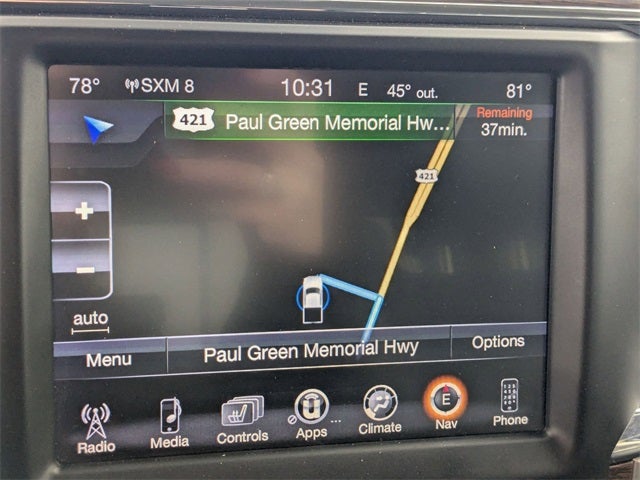 78° SXM 8 10:31 E 45° out. 81°
421 Paul Green Memorial Hw...
Remaining
37min.
421
+
−
auto
Menu Paul Green Memorial Hwy Options
Radio Media Controls Apps ... Climate E Nav Phone